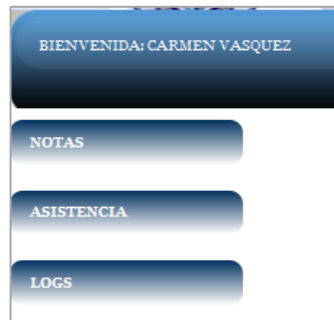 BIENVENIDA: CARMEN VASQUEZ
NOTAS
ASISTENCIA
LOGS